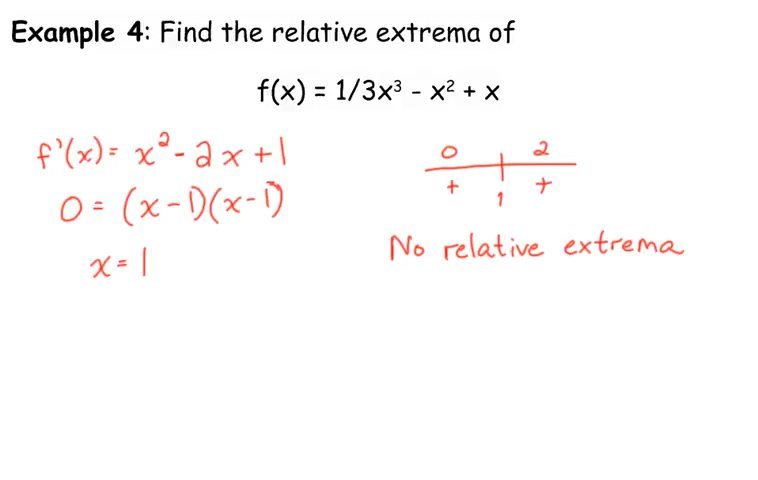 Example 4: Find the relative extrema of
f(x) = 1/3x³ - x² + x
f'(x) = x² - 2x + 1
0 = (x - 1)(x - 1)
x = 1
0 2
+ 1 +
No relative extrema